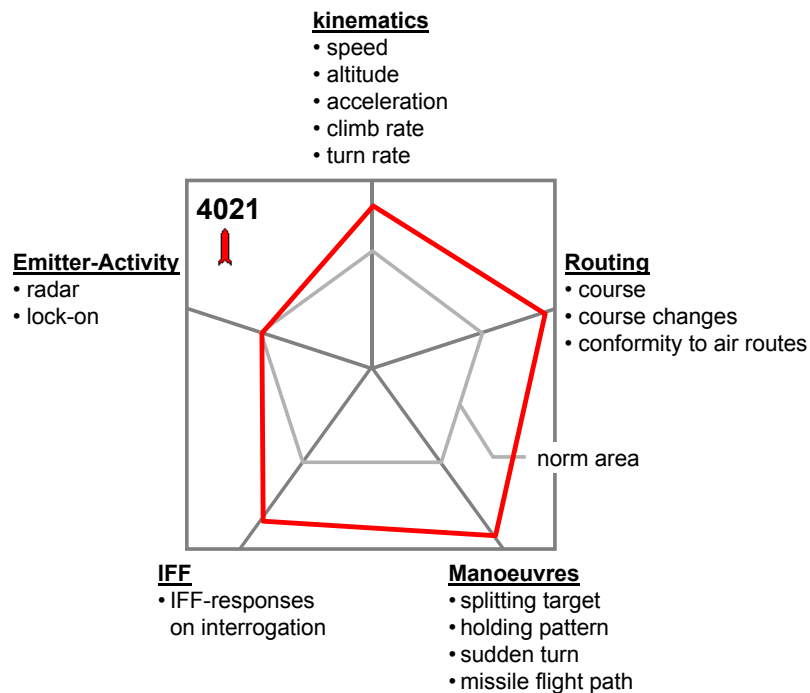 kinematics
• speed
• altitude
• acceleration
• climb rate
• turn rate
4021
Emitter-Activity
• radar
• lock-on
Routing
• course
• course changes
• conformity to air routes
norm area
IFF
• IFF-responses
on interrogation
Manoeuvres
• splitting target
• holding pattern
• sudden turn
• missile flight path